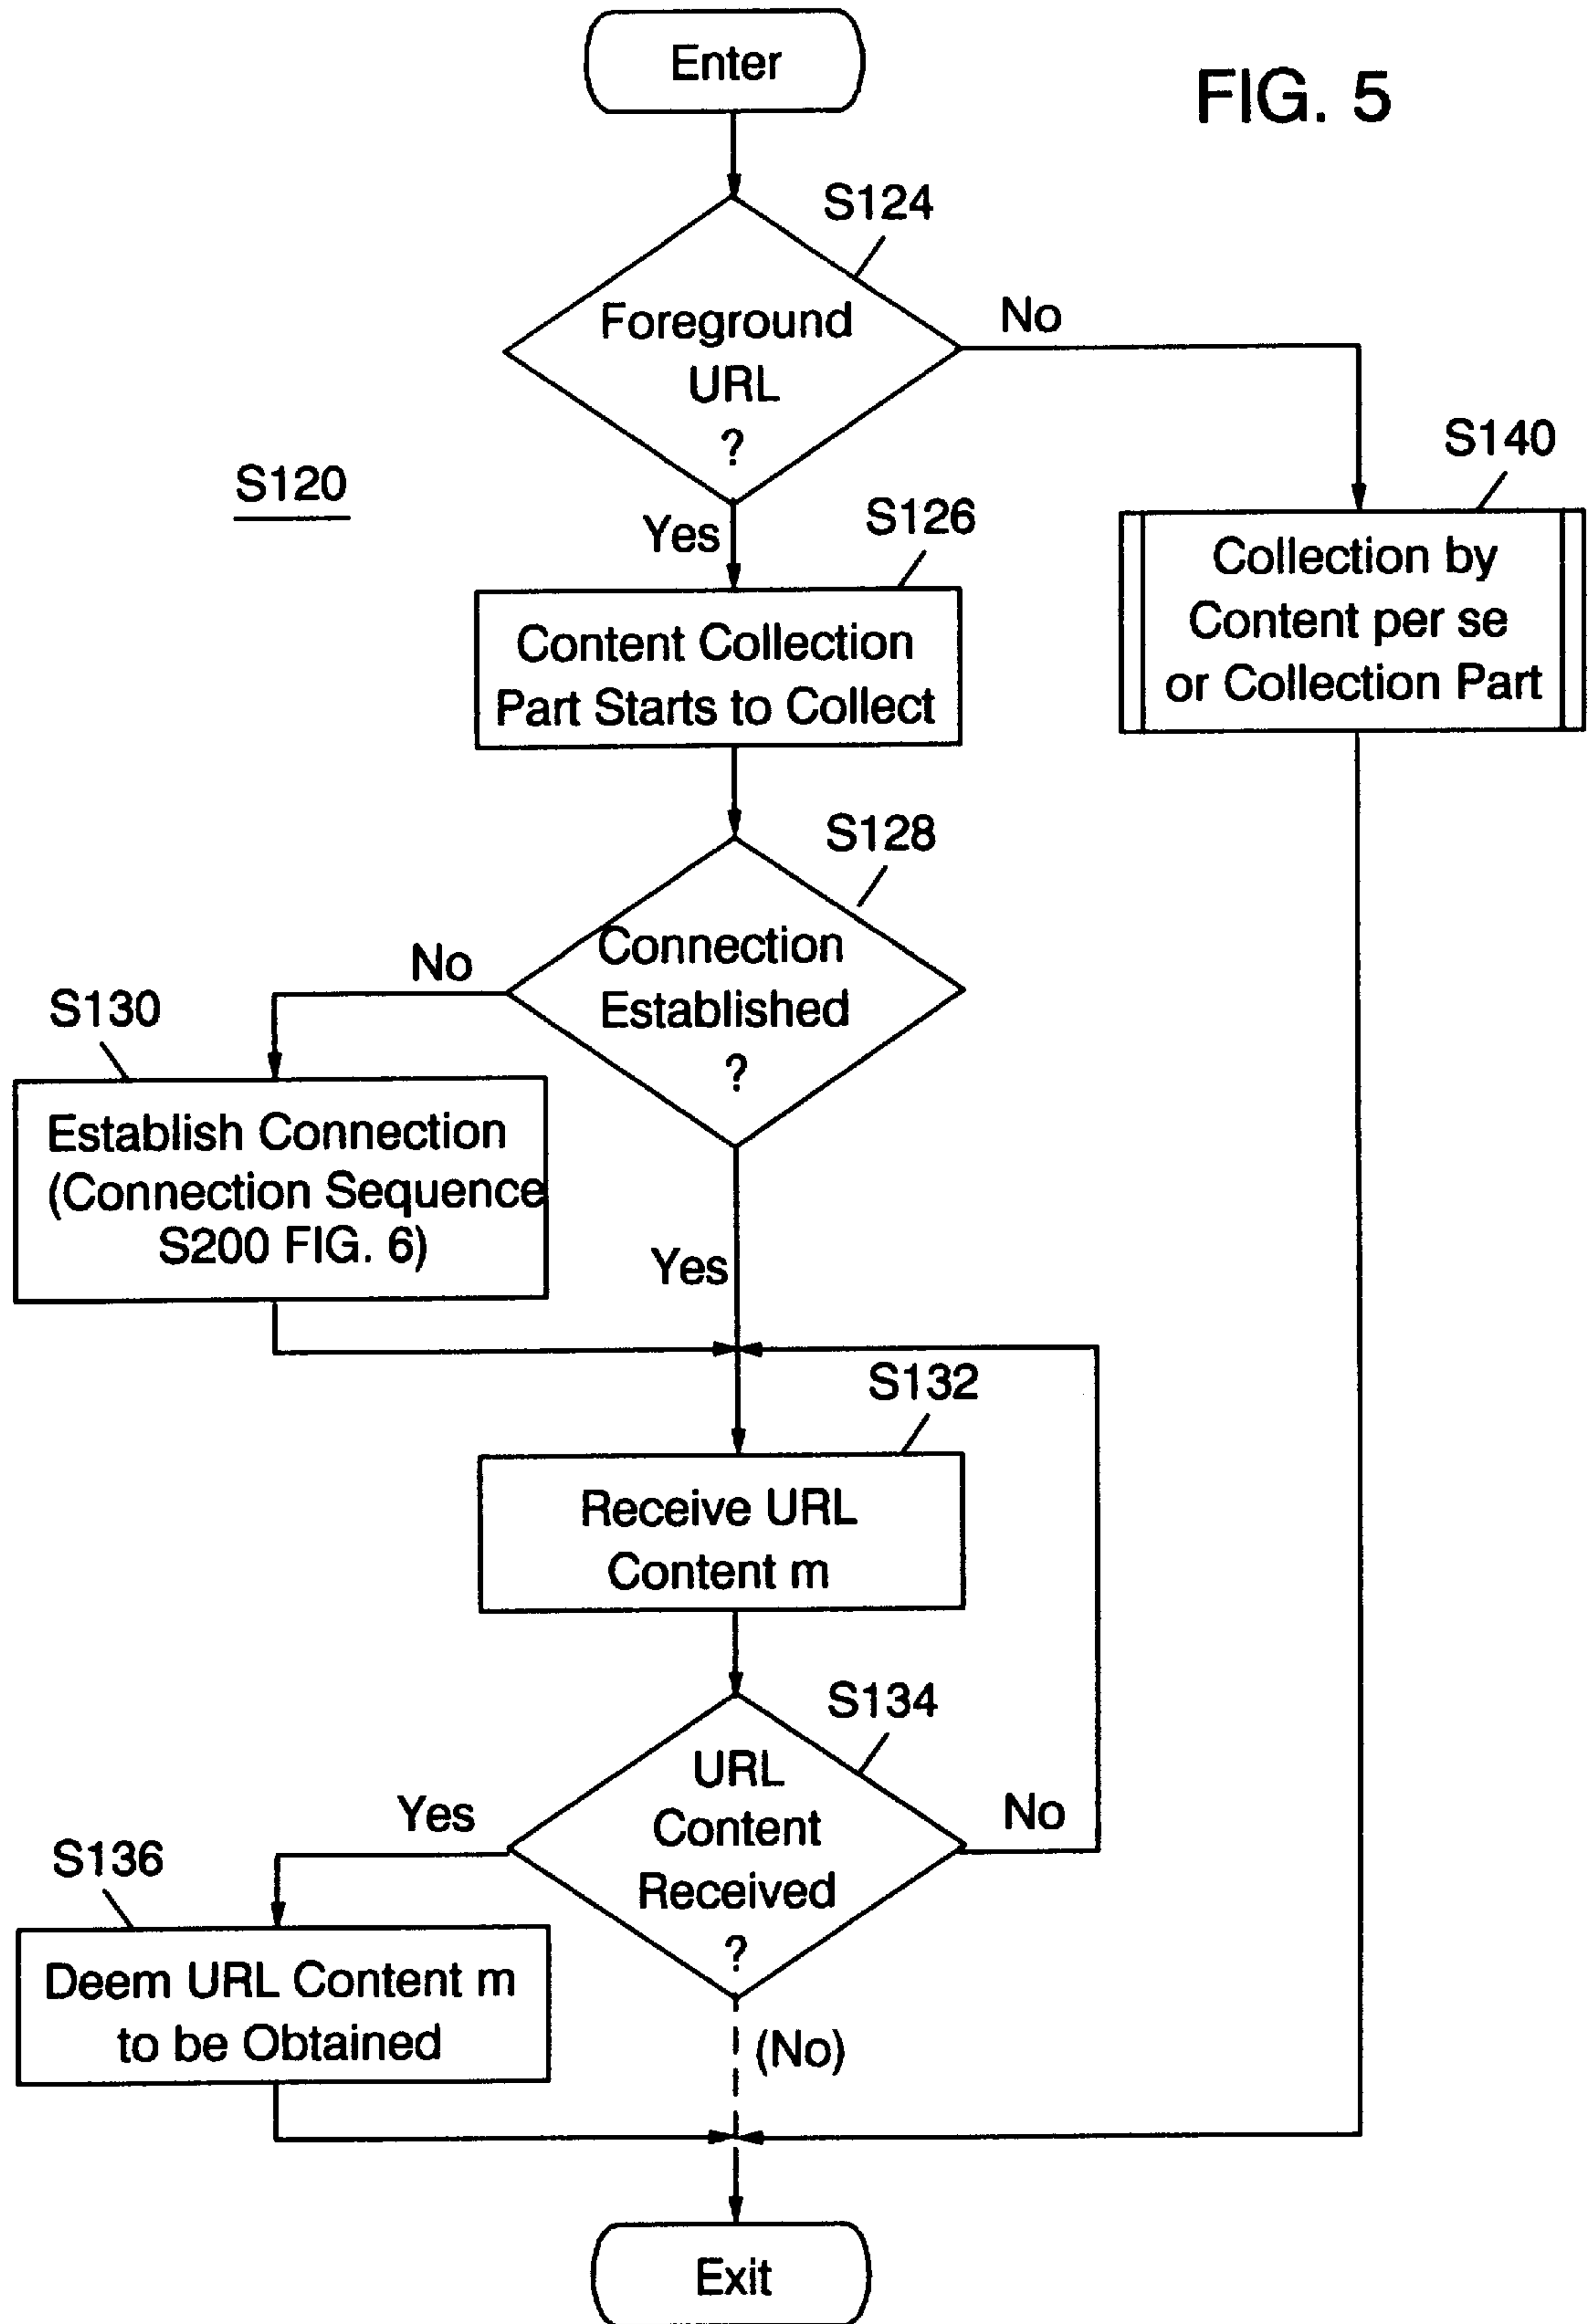 Enter
FIG. 5
S124
Foreground
URL
?
No
S120
Yes
S126
S140
Collection by
Content per se
or Collection Part
Content Collection
Part Starts to Collect
S128
Connection
Established
?
No
S130
Establish Connection
(Connection Sequence
S200 FIG. 6)
Yes
S132
Receive URL
Content m
S134
URL
Content
Received
?
Yes
No
S136
Deem URL Content m
to be Obtained
(No)
Exit